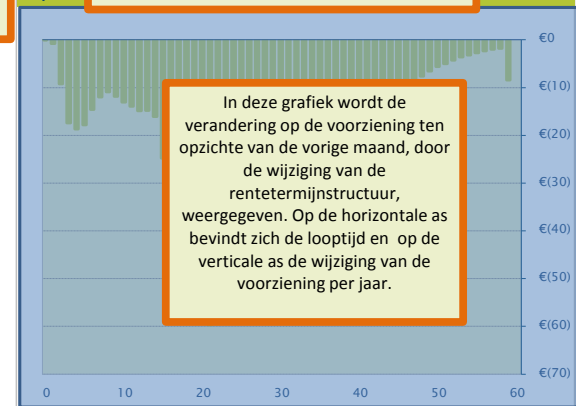 €0
€(10)
€(20)
€(30)
€(40)
€(50)
€(60)
€(70)
In deze grafiek wordt de
verandering op de voorziening ten
opzichte van de vorige maand, door
de wijziging van de
rentetermijnstructuur,
weergegeven. Op de horizontale as
bevindt zich de looptijd en op de
verticale as de wijziging van de
voorziening per jaar.
0 10 20 30 40 50 60